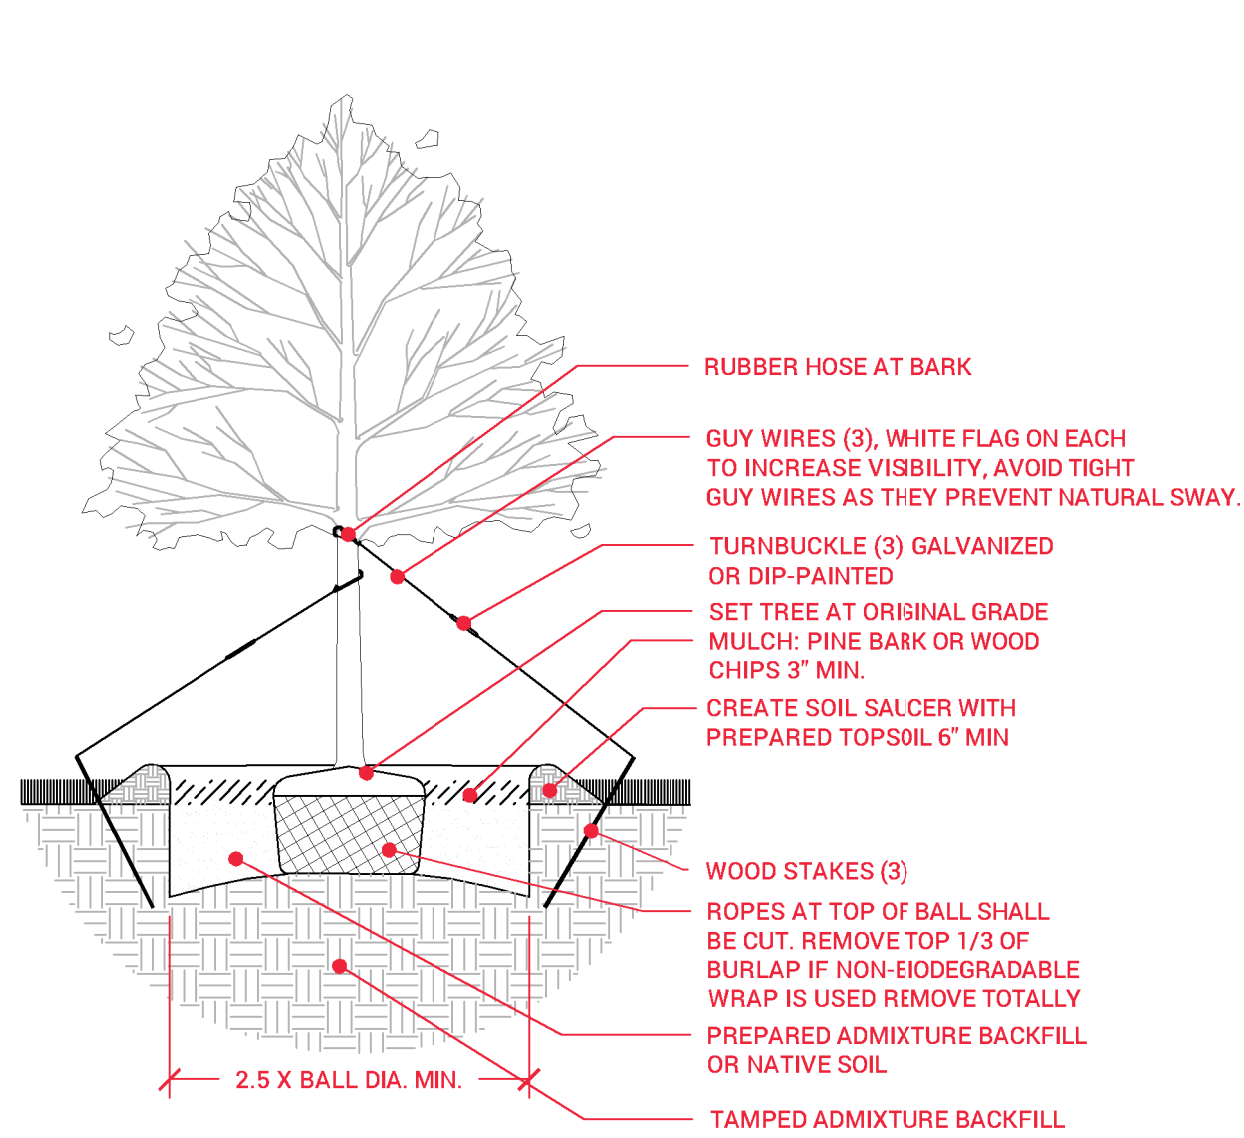 RUBBER HOSE AT BARK
GUY WIRES (3), WHITE FLAG ON EACH
TO INCREASE VISIBILITY, AVOID TIGHT
GUY WIRES AS THEY PREVENT NATURAL SWAY.
TURNBUCKLE (3) GALVANIZED
OR DIP-PAINTED
SET TREE AT ORIGINAL GRADE
MULCH: PINE BARK OR WOOD
CHIPS 3" MIN.
CREATE SOIL SAUCER WITH
PREPARED TOPSOIL 6" MIN
WOOD STAKES (3)
ROPES AT TOP OF BALL SHALL
BE CUT. REMOVE TOP 1/3 OF
BURLAP IF NON-BIODEGRADABLE
WRAP IS USED REMOVE TOTALLY
PREPARED ADMIXTURE BACKFILL
OR NATIVE SOIL
2.5 X BALL DIA. MIN.
TAMPED ADMIXTURE BACKFILL